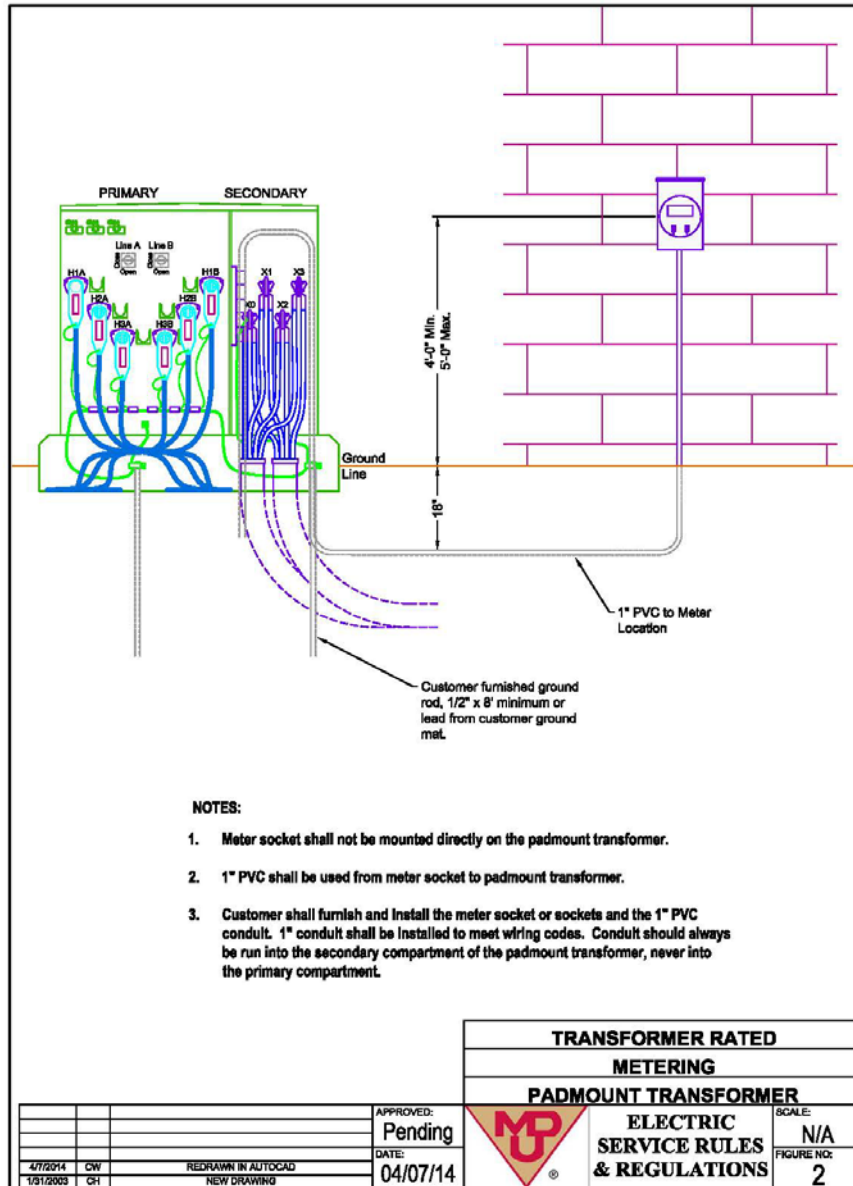 PRIMARY
SECONDARY
Line A
Line B
Close
Open
Close
Open
H1A
H2A
H3A
H3B
H2B
H1B
X0
X1
X2
X3
4'-0" Min.
5'-0" Max.
Ground
Line
18"
1" PVC to Meter
Location
Customer furnished ground
rod, 1/2" x 8' minimum or
lead from customer ground
mat.
NOTES:
1. Meter socket shall not be mounted directly on the padmount transformer.
2. 1" PVC shall be used from meter socket to padmount transformer.
3. Customer shall furnish and install the meter socket or sockets and the 1" PVC
conduit. 1" conduit shall be installed to meet wiring codes. Conduit should always
be run into the secondary compartment of the padmount transformer, never into
the primary compartment.
TRANSFORMER RATED
METERING
PADMOUNT TRANSFORMER
4/7/2014 CW REDRAWN IN AUTOCAD
1/31/2003 CH NEW DRAWING
APPROVED:
Pending
DATE:
04/07/14
MPU
®
ELECTRIC
SERVICE RULES
& REGULATIONS
SCALE:
N/A
FIGURE NO:
2